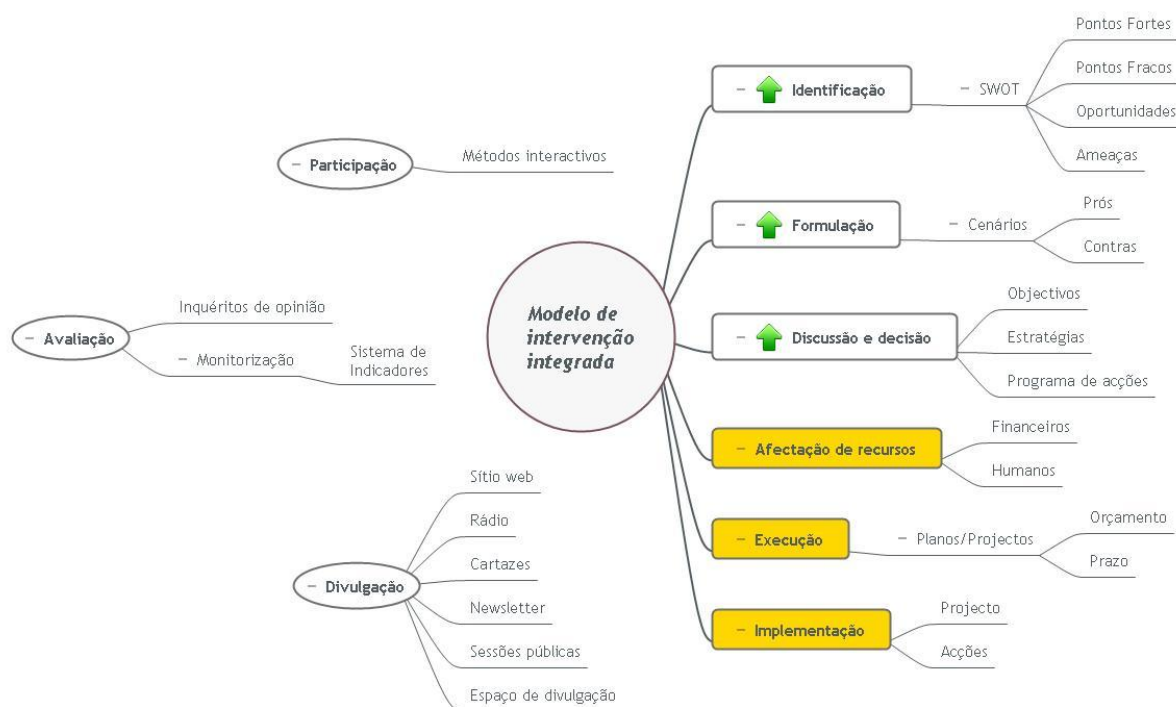 Modelo de
intervenção
integrada
Identificação
SWOT
Pontos Fortes
Pontos Fracos
Oportunidades
Ameaças
Formulação
Cenários
Prós
Contras
Discussão e decisão
Objectivos
Estratégias
Programa de acções
Afectação de recursos
Financeiros
Humanos
Execução
Planos/Projectos
Orçamento
Prazo
Implementação
Projecto
Acções
Participação
Métodos interactivos
Avaliação
Inquéritos de opinião
Monitorização
Sistema de
Indicadores
Divulgação
Sítio web
Rádio
Cartazes
Newsletter
Sessões públicas
Espaço de divulgação